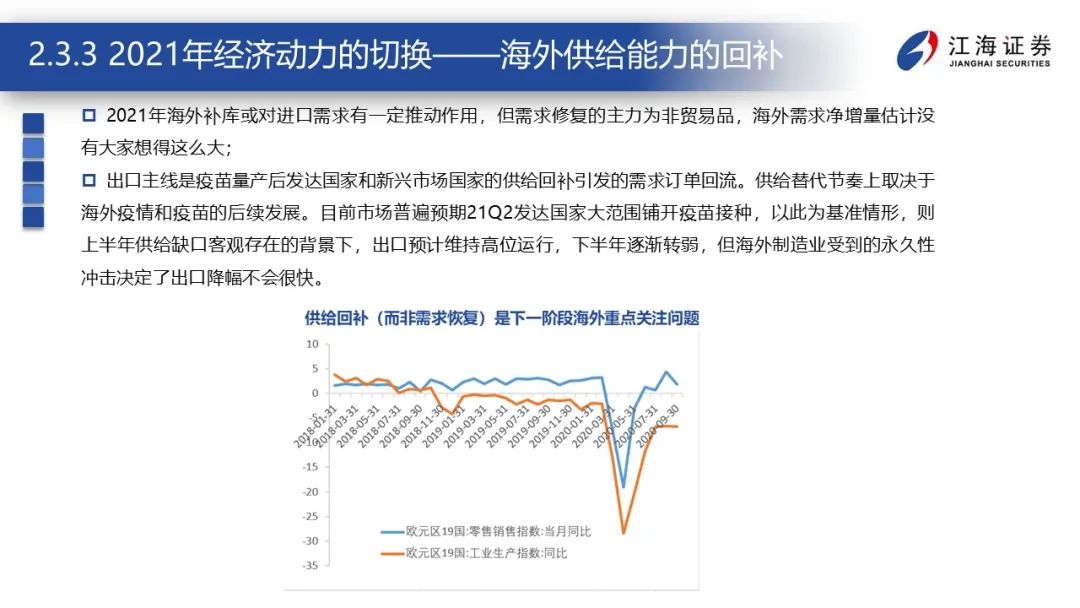 2.3.3 2021年经济动力的切换——海外供给能力的回补
江海证券
JIANGHAI SECURITIES
2021年海外补库或对进口需求有一定推动作用，但需求修复的主力为非贸易品，海外需求净增量估计没
有大家想得这么大；
出口主线是疫苗量产后发达国家和新兴市场国家的供给回补引发的需求订单回流。供给替代节奏上取决于
海外疫情和疫苗的后续发展。目前市场普遍预期21Q2发达国家大范围铺开疫苗接种，以此为基准情形，则
上半年供给缺口客观存在的背景下，出口预计维持高位运行，下半年逐渐转弱，但海外制造业受到的永久性
冲击决定了出口降幅不会很快。
供给回补（而非需求恢复）是下一阶段海外重点关注问题
10
5
0
-5
-10
-15
-20
-25
-30
-35
2018-01-31
2018-03-31
2018-05-31
2018-07-31
2018-09-30
2018-11-30
2019-01-31
2019-03-31
2019-05-31
2019-07-31
2019-09-30
2019-11-30
2020-01-31
2020-03-31
2020-05-31
2020-07-31
2020-09-30
欧元区19国:零售销售指数:当月同比
欧元区19国:工业生产指数:同比